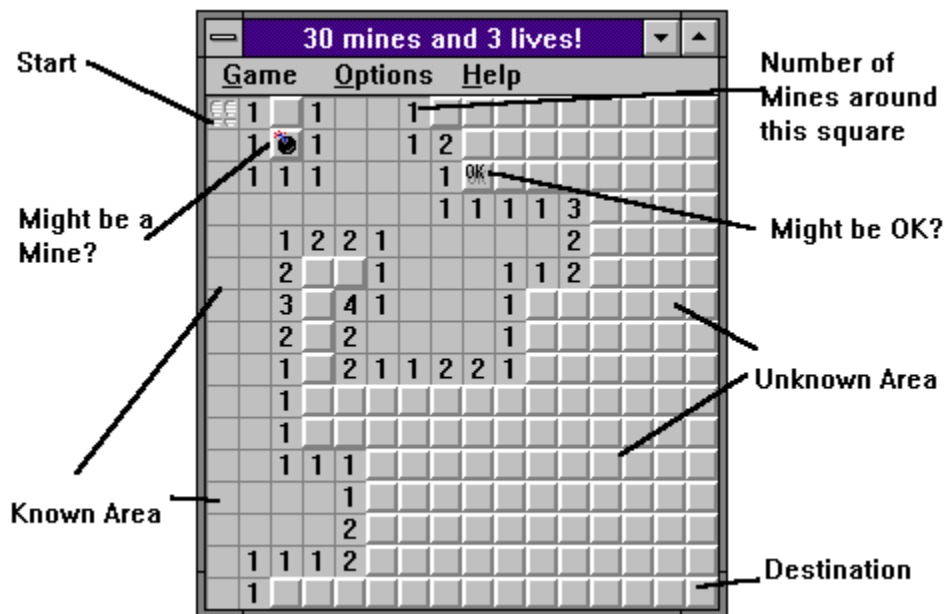 30 mines and 3 lives!
Game Options Help
Start
Number of
Mines around
this square
Might be a
Mine?
Might be OK?
Unknown Area
Known Area
Destination
1 1 1
1 1 1 2
1 1 1 1 OK
1 1 1 1 3
1 2 2 1 2
2 1 1 1 2
3 4 1 1
2 2 1
1 2 1 1 2 2 1
1
1
1 1 1
1
2
1 1 1 2
1